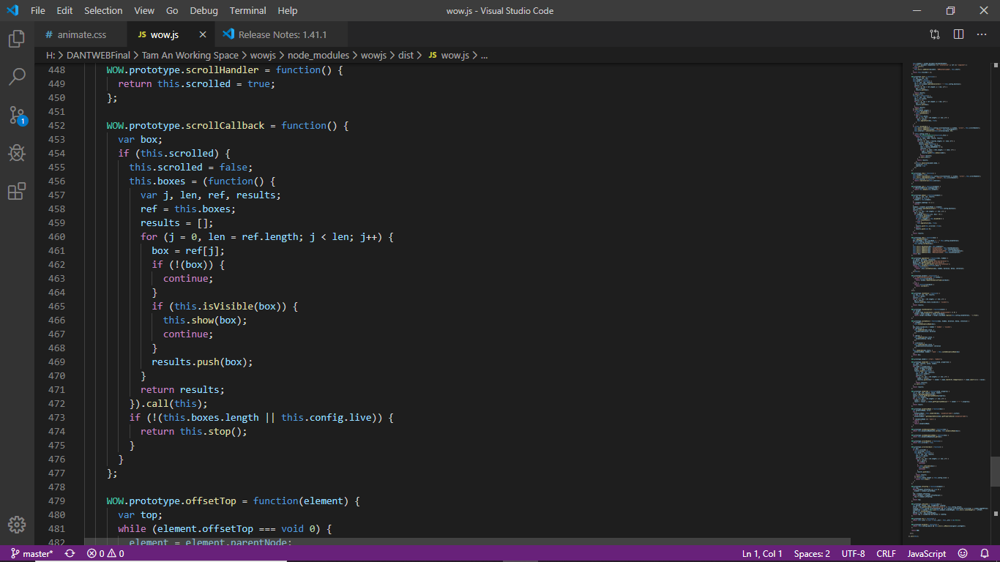 File Edit Selection View Go Debug Terminal Help wow.js - Visual Studio Code
# animate.css JS wow.js Release Notes: 1.41.1
H: > DANTWEBFinal > Tam An Working Space > wowjs > node_modules > wowjs > dist > JS wow.js > ...
448 WOW.prototype.scrollHandler = function() {
449 return this.scrolled = true;
450 };
451
452 WOW.prototype.scrollCallback = function() {
453 var box;
454 if (this.scrolled) {
455 this.scrolled = false;
456 this.boxes = (function() {
457 var j, len, ref, results;
458 ref = this.boxes;
459 results = [];
460 for (j = 0, len = ref.length; j < len; j++) {
461 box = ref[j];
462 if (!(box)) {
463 continue;
464 }
465 if (this.isVisible(box)) {
466 this.show(box);
467 continue;
468 }
469 results.push(box);
470 }
471 return results;
472 }).call(this);
473 if (!(this.boxes.length || this.config.live)) {
474 return this.stop();
475 }
476 }
477 };
478
479 WOW.prototype.offsetTop = function(element) {
480 var top;
481 while (element.offsetTop === void 0) {
482 element = element.parentNode;
1
master* 0 0 Ln 1, Col 1 Spaces: 2 UTF-8 CRLF JavaScript